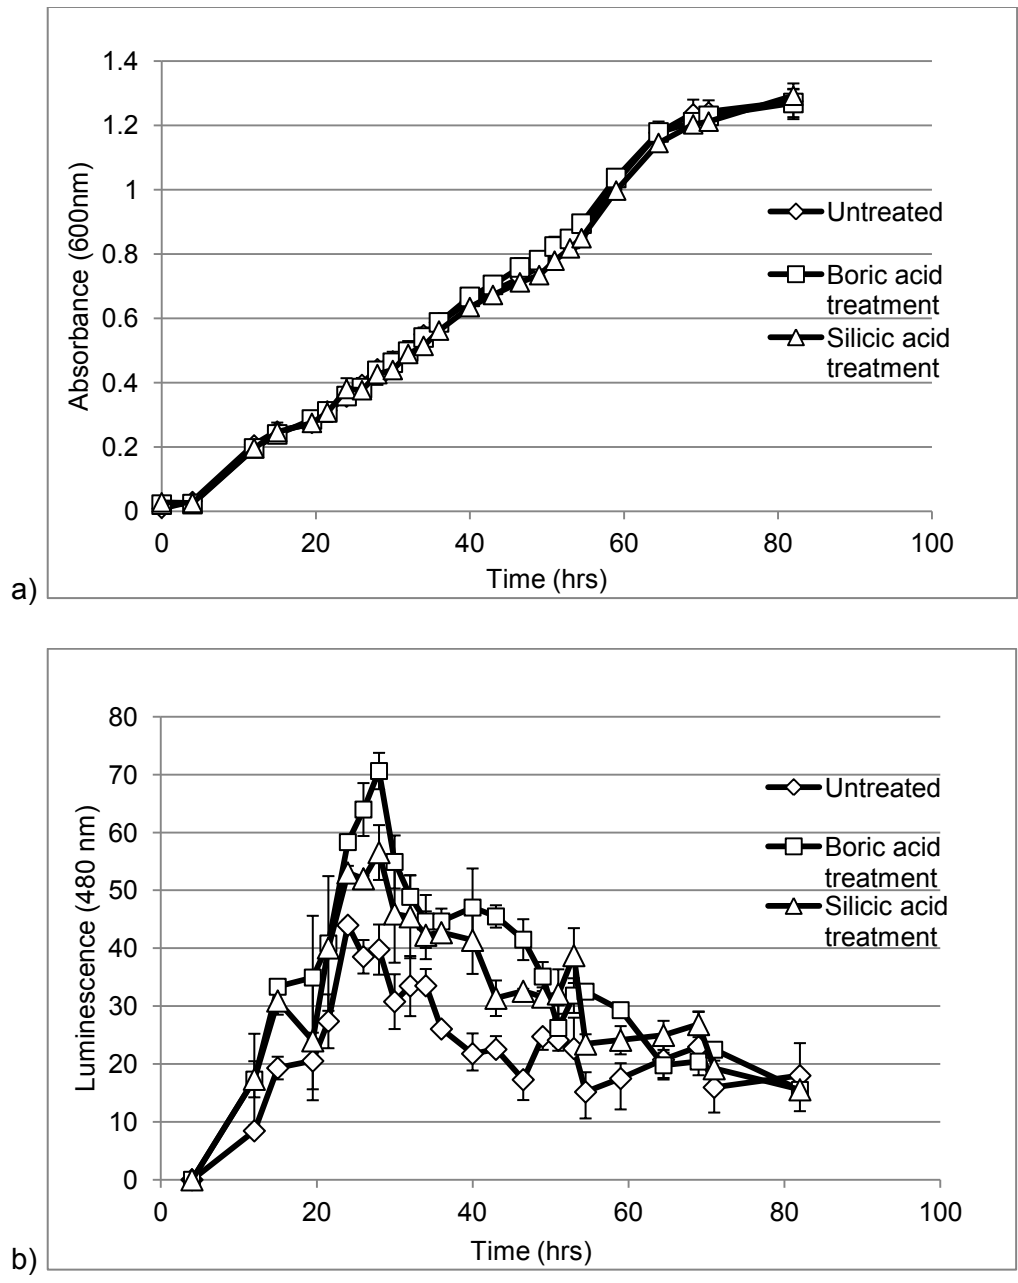 1.4
1.2
1
0.8
0.6
0.4
0.2
0
0 20 40 60 80 100
Absorbance (600nm)
Time (hrs)
Untreated
Boric acid
treatment
Silicic acid
treatment
a)
80
70
60
50
40
30
20
10
0
0 20 40 60 80 100
Luminescence (480 nm)
Time (hrs)
Untreated
Boric acid
treatment
Silicic acid
treatment
b)